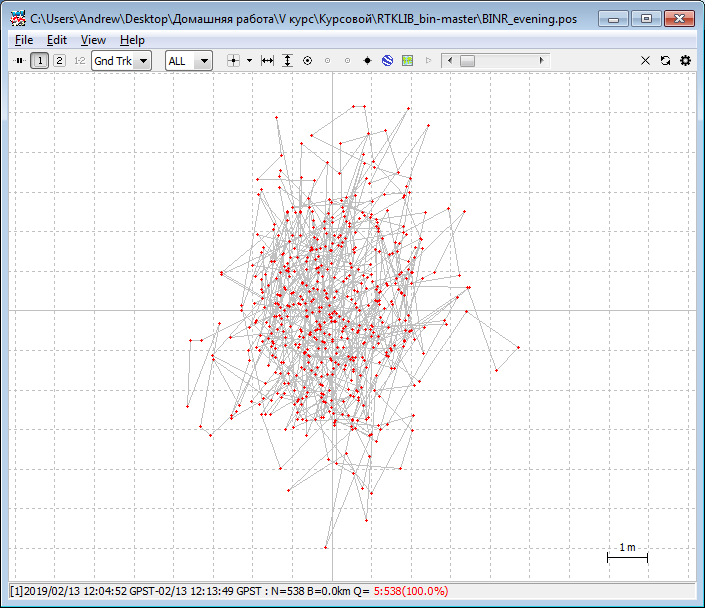 C:\Users\Andrew\Desktop\Домашняя работа\V курс\Курсовой\RTKLIB_bin-master\BINR_evening.pos
File Edit View Help
1 2 1-2 Gnd Trk ALL
1 m
[1]2019/02/13 12:04:52 GPST-02/13 12:13:49 GPST : N=538 B=0.0km Q= 5:538(100.0%)